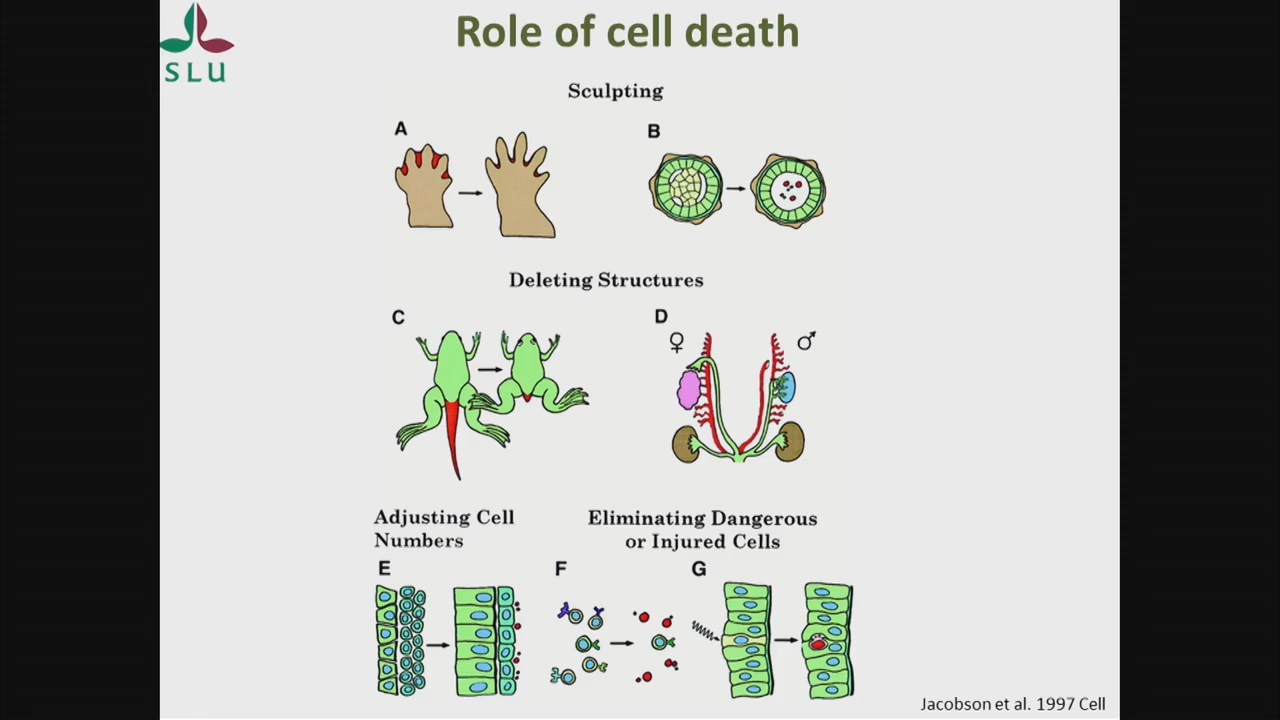 Role of cell death
SLU
Sculpting
A
B
Deleting Structures
C
D
♀
♂
Adjusting Cell
Numbers
Eliminating Dangerous
or Injured Cells
E
F
G
Jacobson et al. 1997 Cell